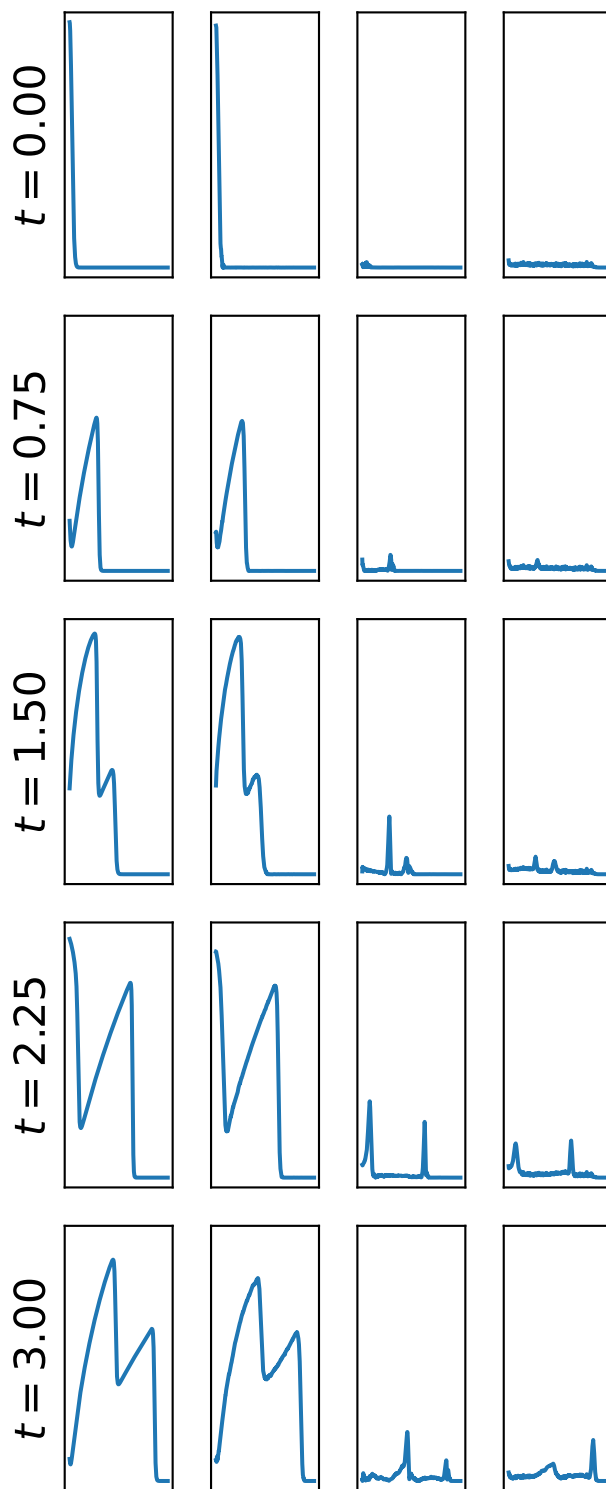 t = 0.00
t = 0.75
t = 1.50
t = 2.25
t = 3.00